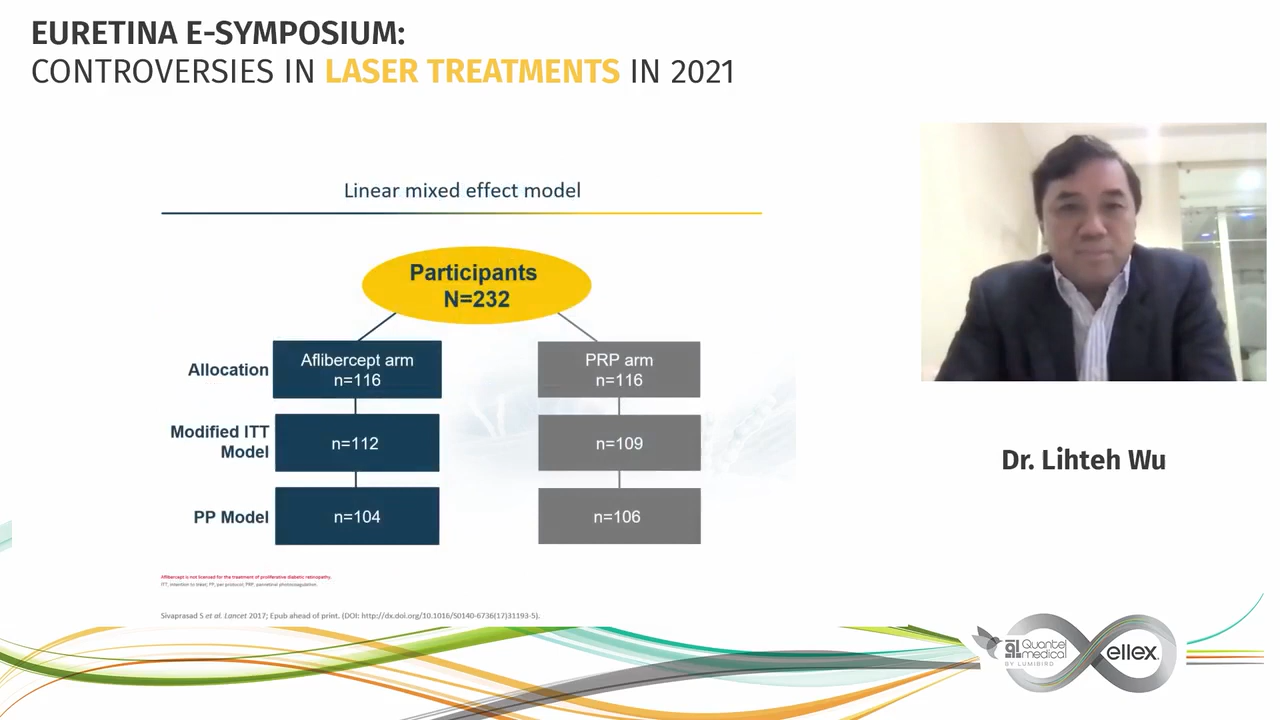 EURETINA E-SYMPOSIUM:
CONTROVERSIES IN LASER TREATMENTS IN 2021
Linear mixed effect model
Participants
N=232
Allocation
Aflibercept arm
n=116
PRP arm
n=116
Modified ITT
Model
n=112
n=109
PP Model
n=104
n=106
Aflibercept is not licensed for the treatment of proliferative diabetic retinopathy.
ITT, intention to treat; PP, per protocol; PRP, panretinal photocoagulation.
Sivaprasad S et al. Lancet 2017; Epub ahead of print. (DOI: http://dx.doi.org/10.1016/S0140-6736(17)31193-5).
Dr. Lihteh Wu
Quantel
medical
BY LUMIBIRD
ellex.